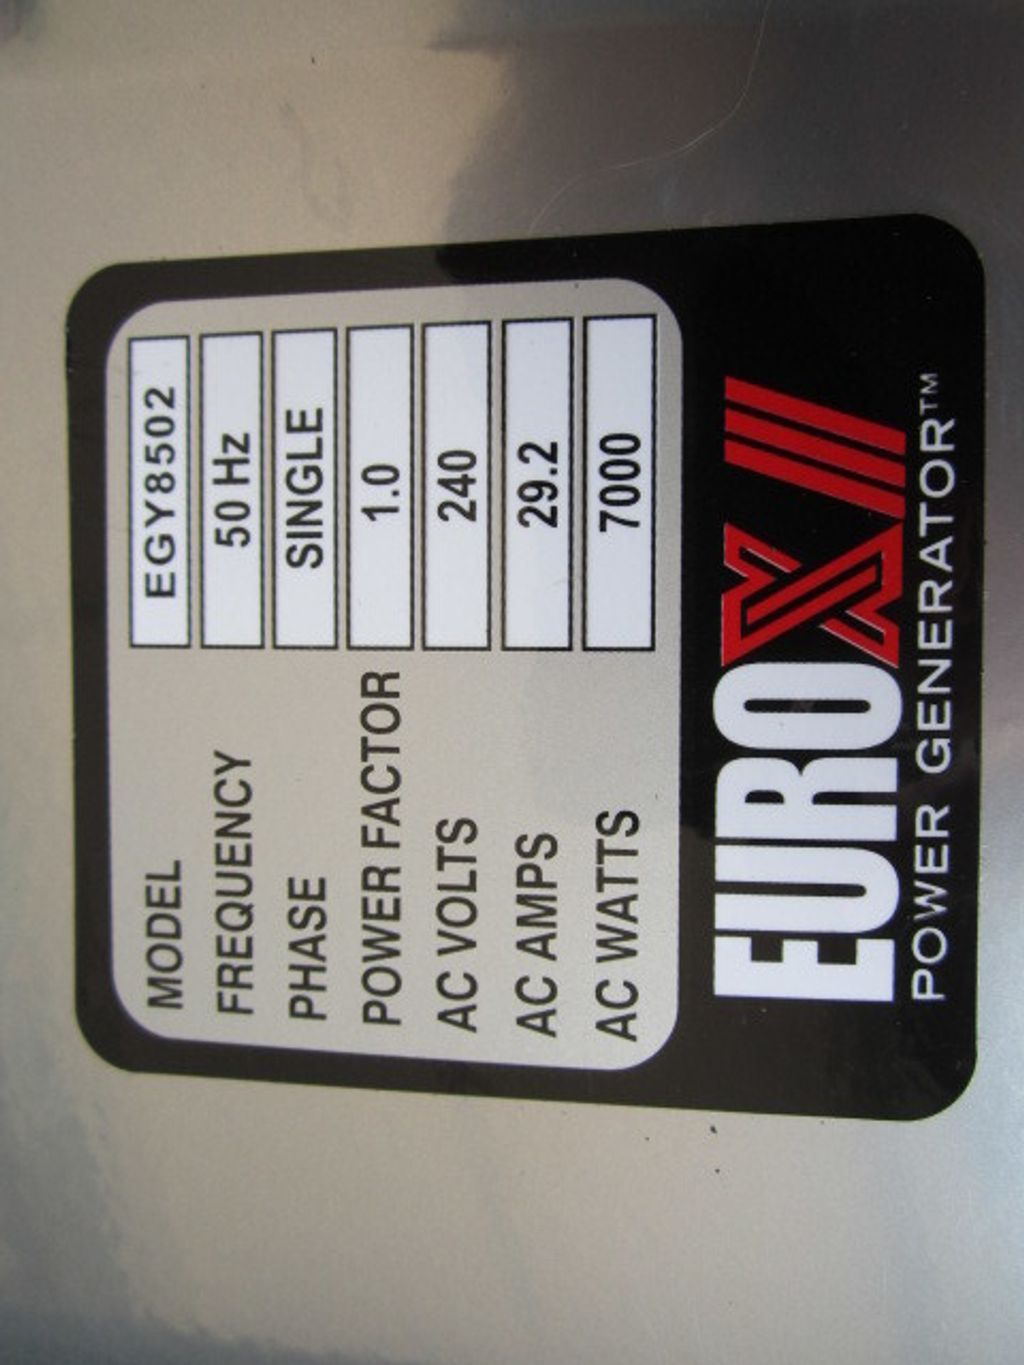 MODEL EGY8502
FREQUENCY 50 Hz
PHASE SINGLE
POWER FACTOR 1.0
AC VOLTS 240
AC AMPS 29.2
AC WATTS 7000
EUROX
POWER GENERATOR™